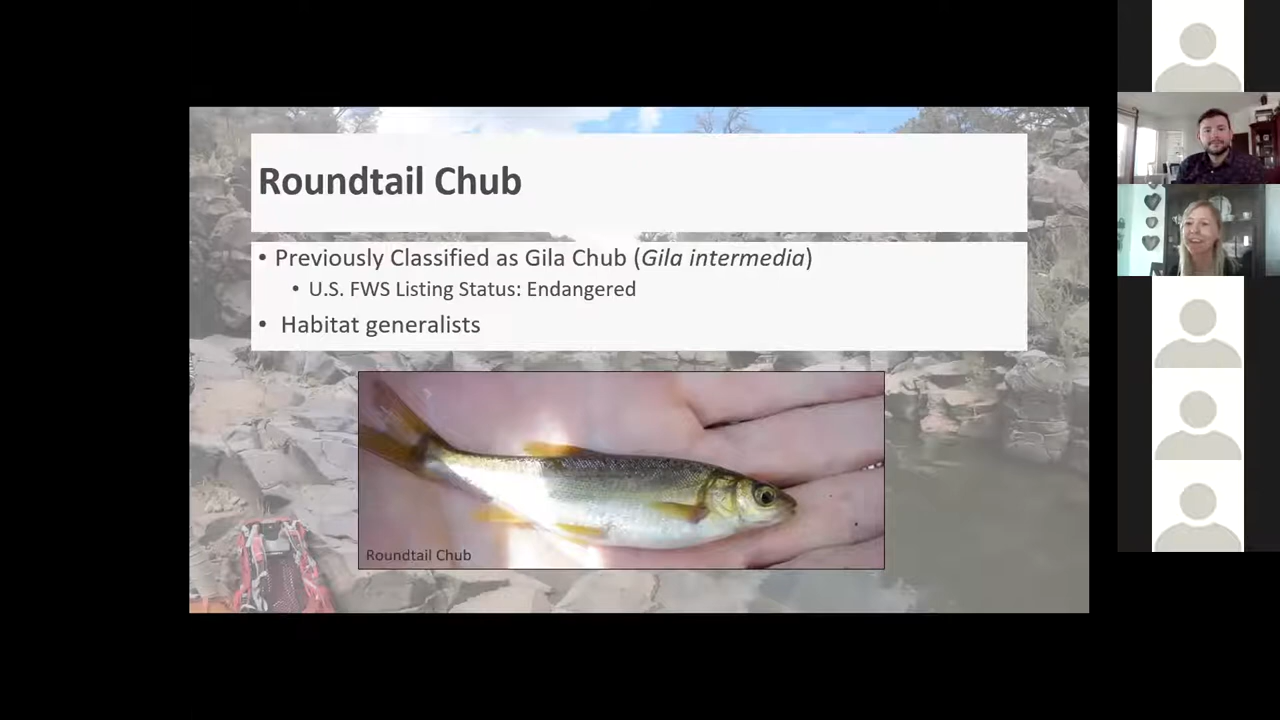 Roundtail Chub
• Previously Classified as Gila Chub (Gila intermedia)
• U.S. FWS Listing Status: Endangered
• Habitat generalists
Roundtail Chub